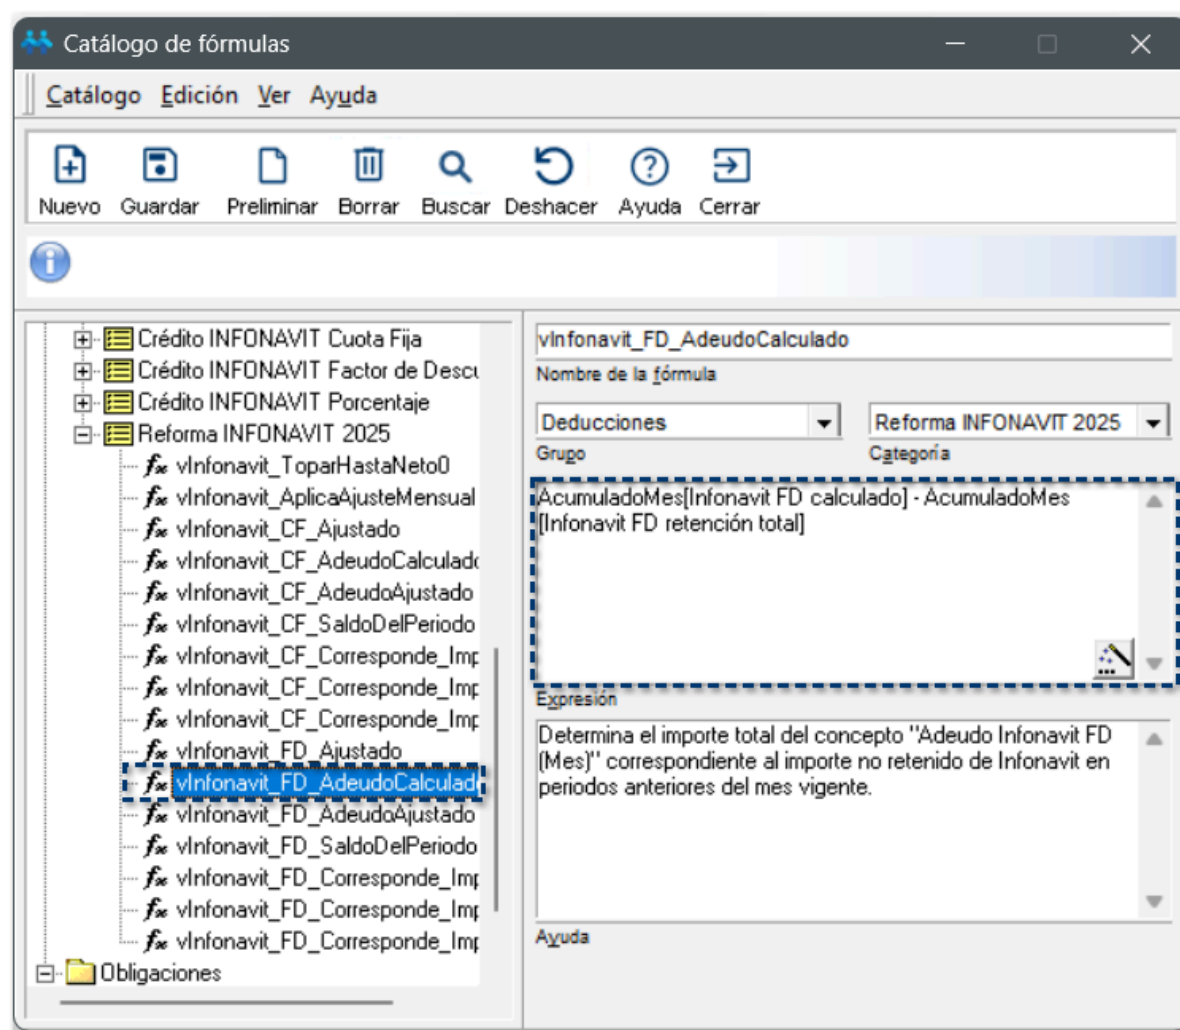 Catálogo de fórmulas
Catálogo Edición Ver Ayuda
Nuevo Guardar Preliminar Borrar Buscar Deshacer Ayuda Cerrar
Crédito INFONAVIT Cuota Fija
Crédito INFONAVIT Factor de Descu
Crédito INFONAVIT Porcentaje
Reforma INFONAVIT 2025
vInfonavit_ToparHastaNeto0
vInfonavit_AplicaAjusteMensual
vInfonavit_CF_Ajustado
vInfonavit_CF_AdeudoCalculado
vInfonavit_CF_AdeudoAjustado
vInfonavit_CF_SaldoDelPeriodo
vInfonavit_CF_Corresponde_Imp
vInfonavit_CF_Corresponde_Imp
vInfonavit_CF_Corresponde_Imp
vInfonavit_FD_Ajustado
vInfonavit_FD_AdeudoCalculado
vInfonavit_FD_AdeudoAjustado
vInfonavit_FD_SaldoDelPeriodo
vInfonavit_FD_Corresponde_Imp
vInfonavit_FD_Corresponde_Imp
vInfonavit_FD_Corresponde_Imp
Obligaciones
vInfonavit_FD_AdeudoCalculado
Nombre de la fórmula
Deducciones Reforma INFONAVIT 2025
Grupo Categoría
AcumuladoMes[Infonavit FD calculado] - AcumuladoMes
[Infonavit FD retención total]
Expresión
Determina el importe total del concepto "Adeudo Infonavit FD
(Mes)" correspondiente al importe no retenido de Infonavit en
periodos anteriores del mes vigente.
Ayuda